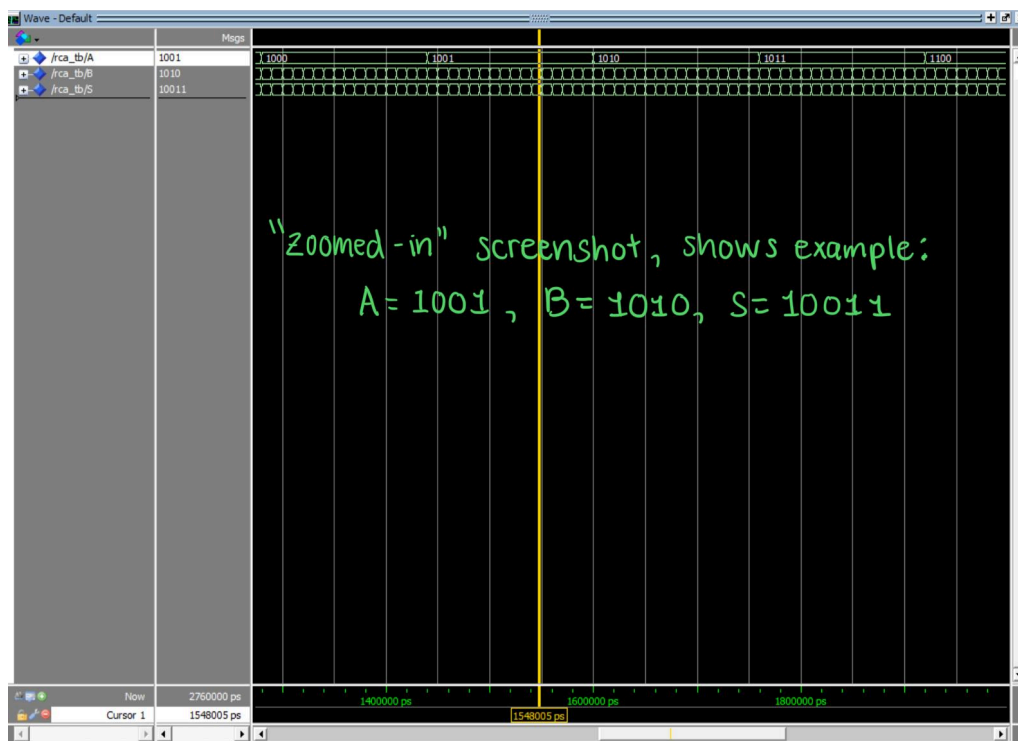 Wave - Default
Msgs
/rca_tb/A 1001 1000 1001 1010 1011 1100
/rca_tb/B 1010
/rca_tb/S 10011
"Zoomed-in" screenshot, shows example:
A = 1001, B = 1010, S = 10011
Now 2760000 ps 1400000 ps 1600000 ps 1800000 ps
Cursor 1 1548005 ps 1548005 ps